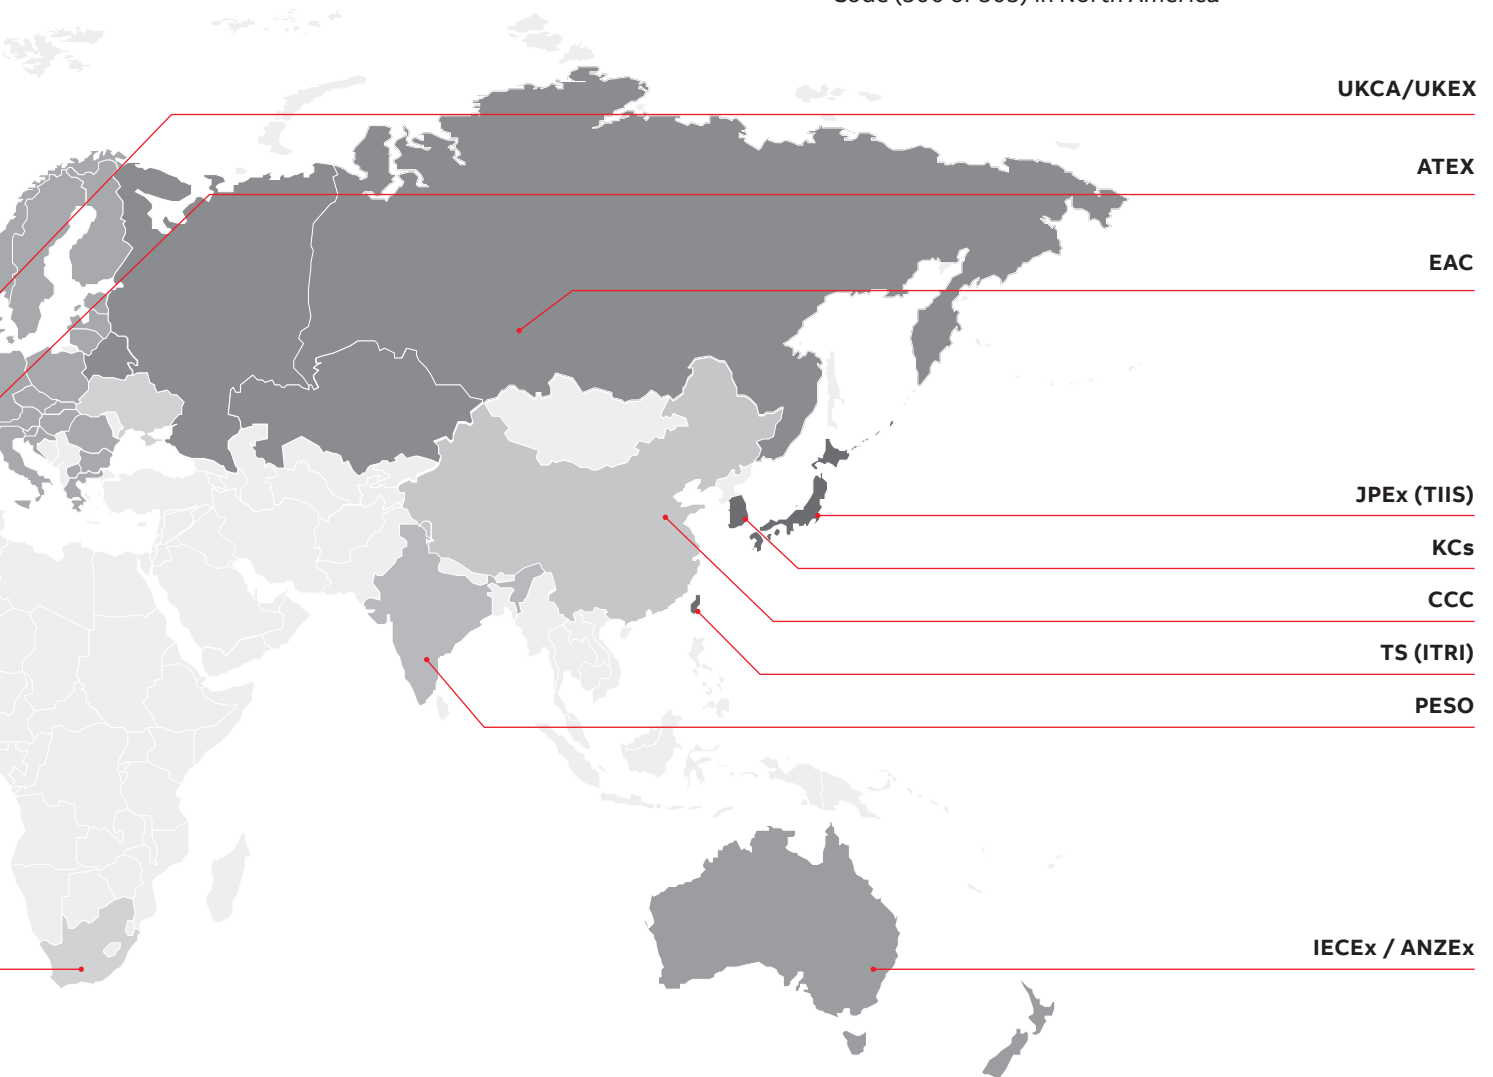 UKCA/UKEX
ATEX
EAC
JPEx (TIIS)
KCs
CCC
TS (ITRI)
PESO
IECEx / ANZEx